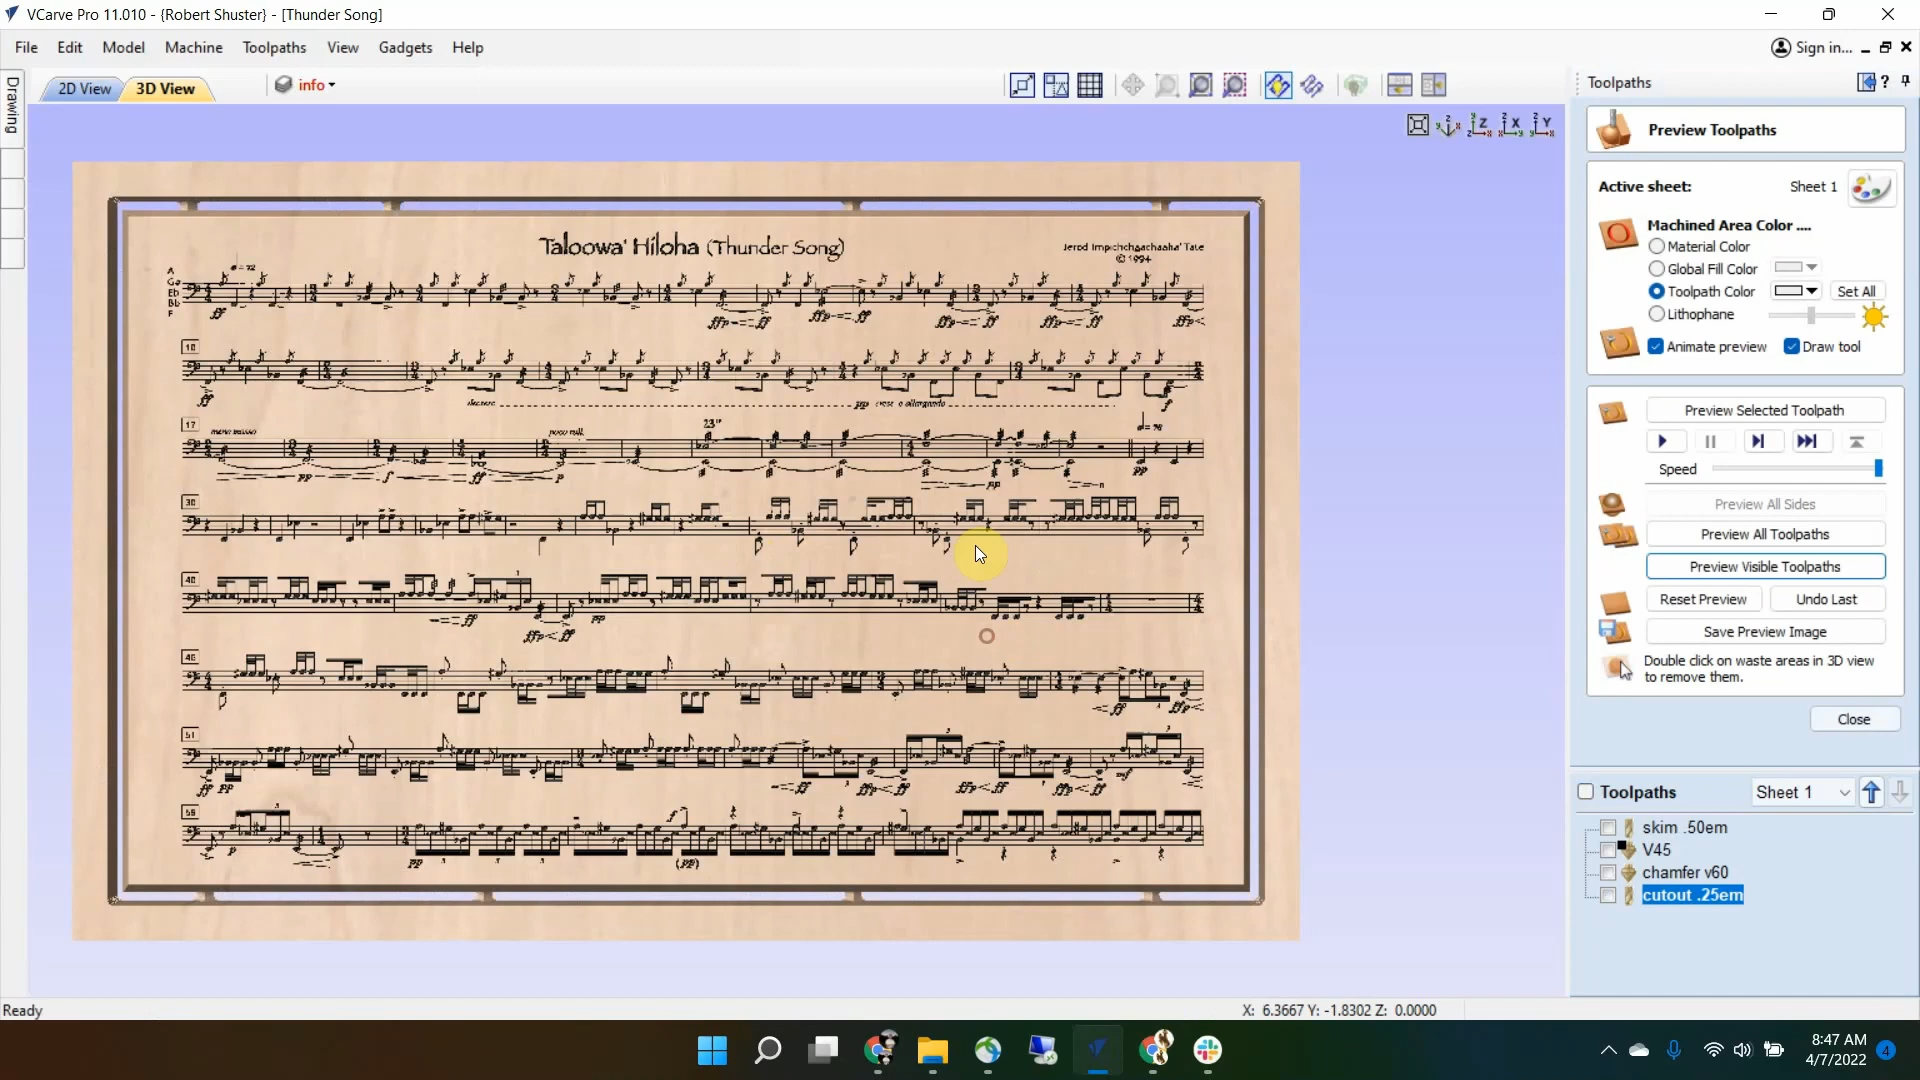 VCarve Pro 11.010 - {Robert Shuster} - [Thunder Song]
File Edit Model Machine Toolpaths View Gadgets Help
Sign in...
Drawing
2D View 3D View info
Toolpaths
Preview Toolpaths
Active sheet: Sheet 1
Machined Area Color ....
Material Color
Global Fill Color
Toolpath Color Set All
Lithophane
Animate preview Draw tool
Preview Selected Toolpath
Speed
Preview All Sides
Preview All Toolpaths
Preview Visible Toolpaths
Reset Preview Undo Last
Save Preview Image
Double click on waste areas in 3D view
to remove them.
Close
Toolpaths Sheet 1
skim .50em
V45
chamfer v60
cutout .25em
Taloowa' Hiloha (Thunder Song)
Jerod Impichchaachaaha' Tate
© 1994
Ready
X: 6.3667 Y: -1.8302 Z: 0.0000
8:47 AM
4/7/2022
4